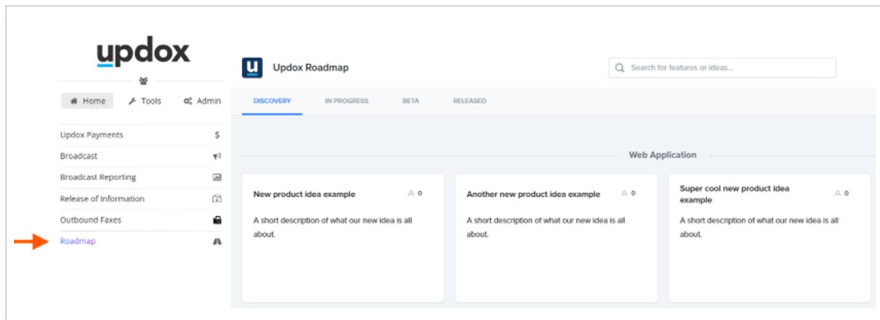 updox
Home Tools Admin
Updox Payments
Broadcast
Broadcast Reporting
Release of Information
Outbound Faxes
Roadmap
Updox Roadmap
Search for features or ideas...
DISCOVERY IN PROGRESS BETA RELEASED
Web Application
New product idea example 0
A short description of what our new idea is all
about.
Another new product idea example 0
A short description of what our new idea is all
about.
Super cool new product idea 0
example
A short description of what our new idea is all
about.